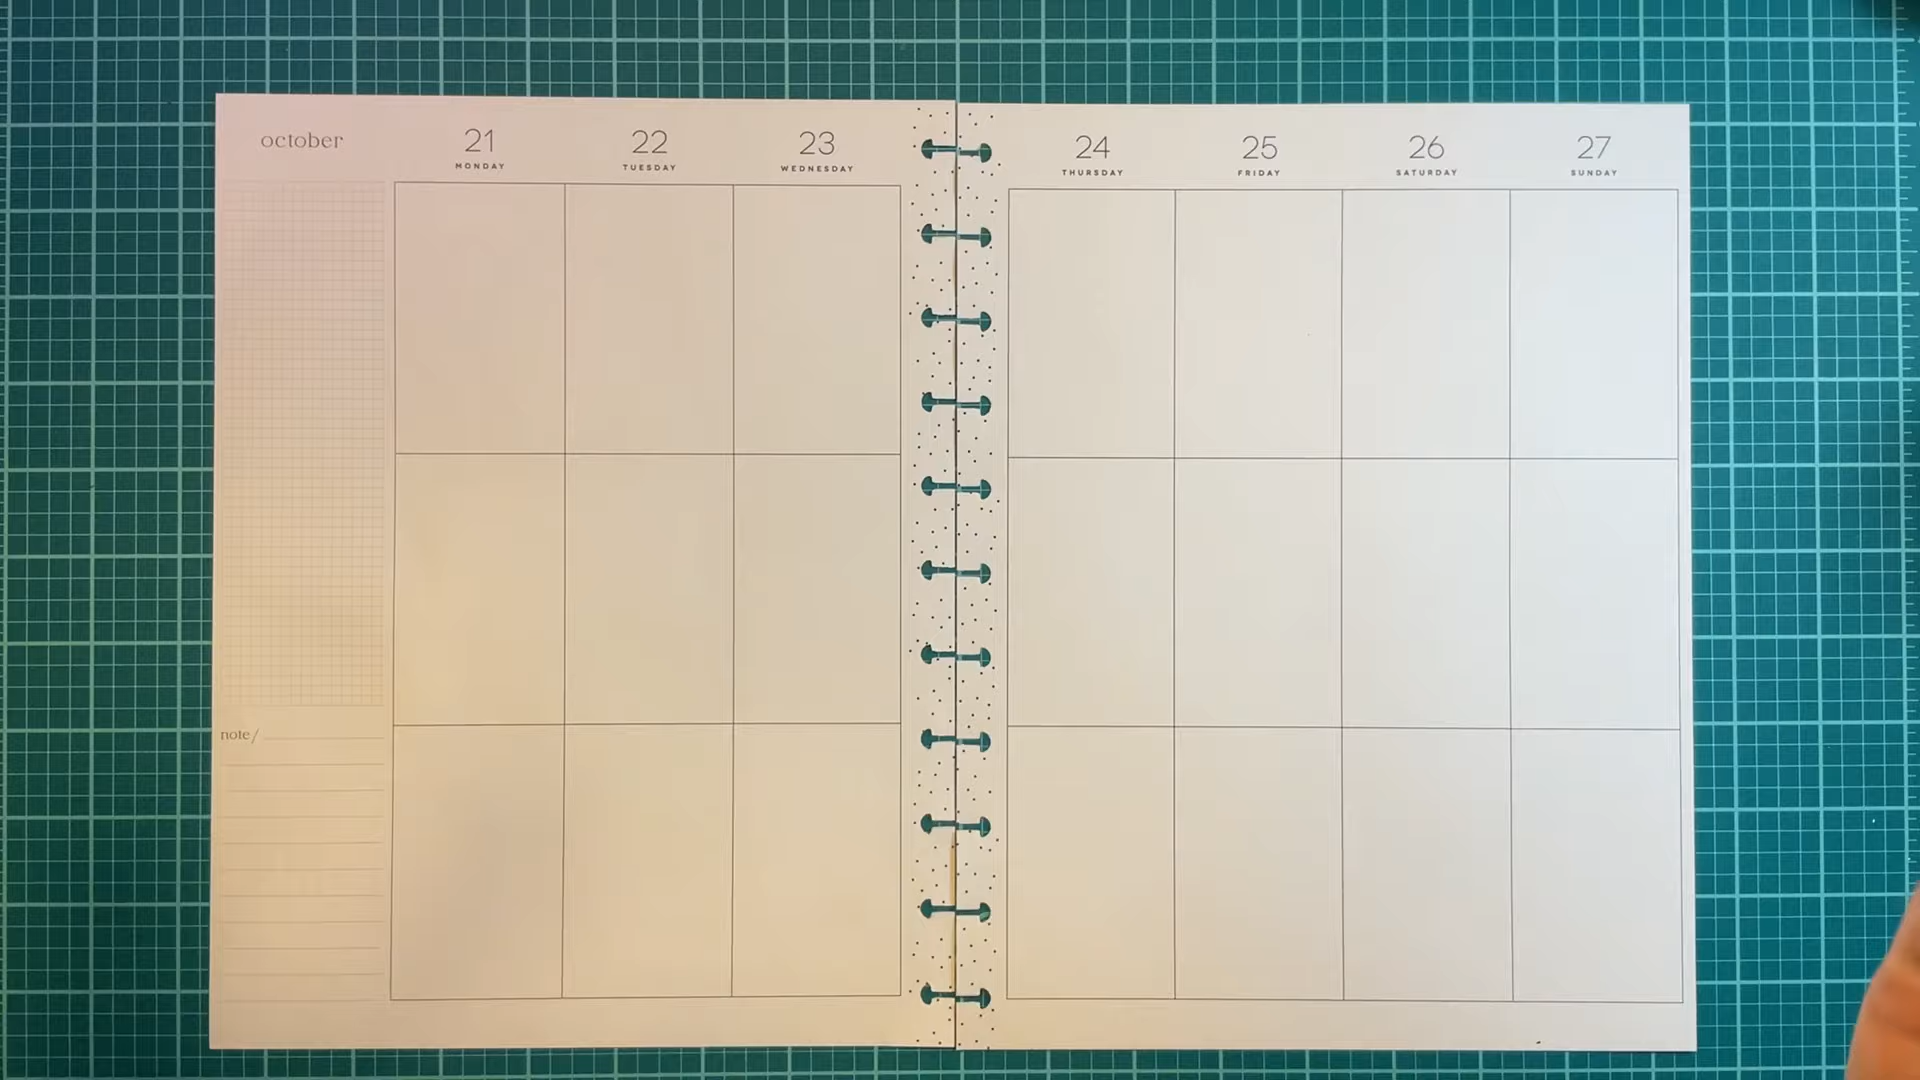 october
21
MONDAY
22
TUESDAY
23
WEDNESDAY
24
THURSDAY
25
FRIDAY
26
SATURDAY
27
SUNDAY
note/